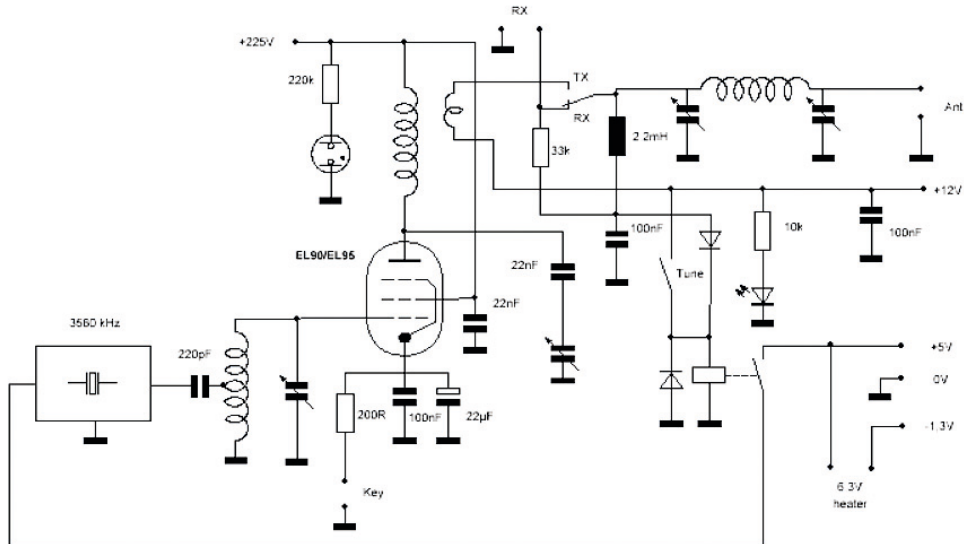 RX
+225V
220k
TX
RX
Ant
2.2mH
33k
+12V
100nF
10k
100nF
EL90/EL95
22nF
Tune
22nF
3560 kHz
220pF
+5V
0V
200R
100nF
22µF
-1.3V
Key
6.3V
heater